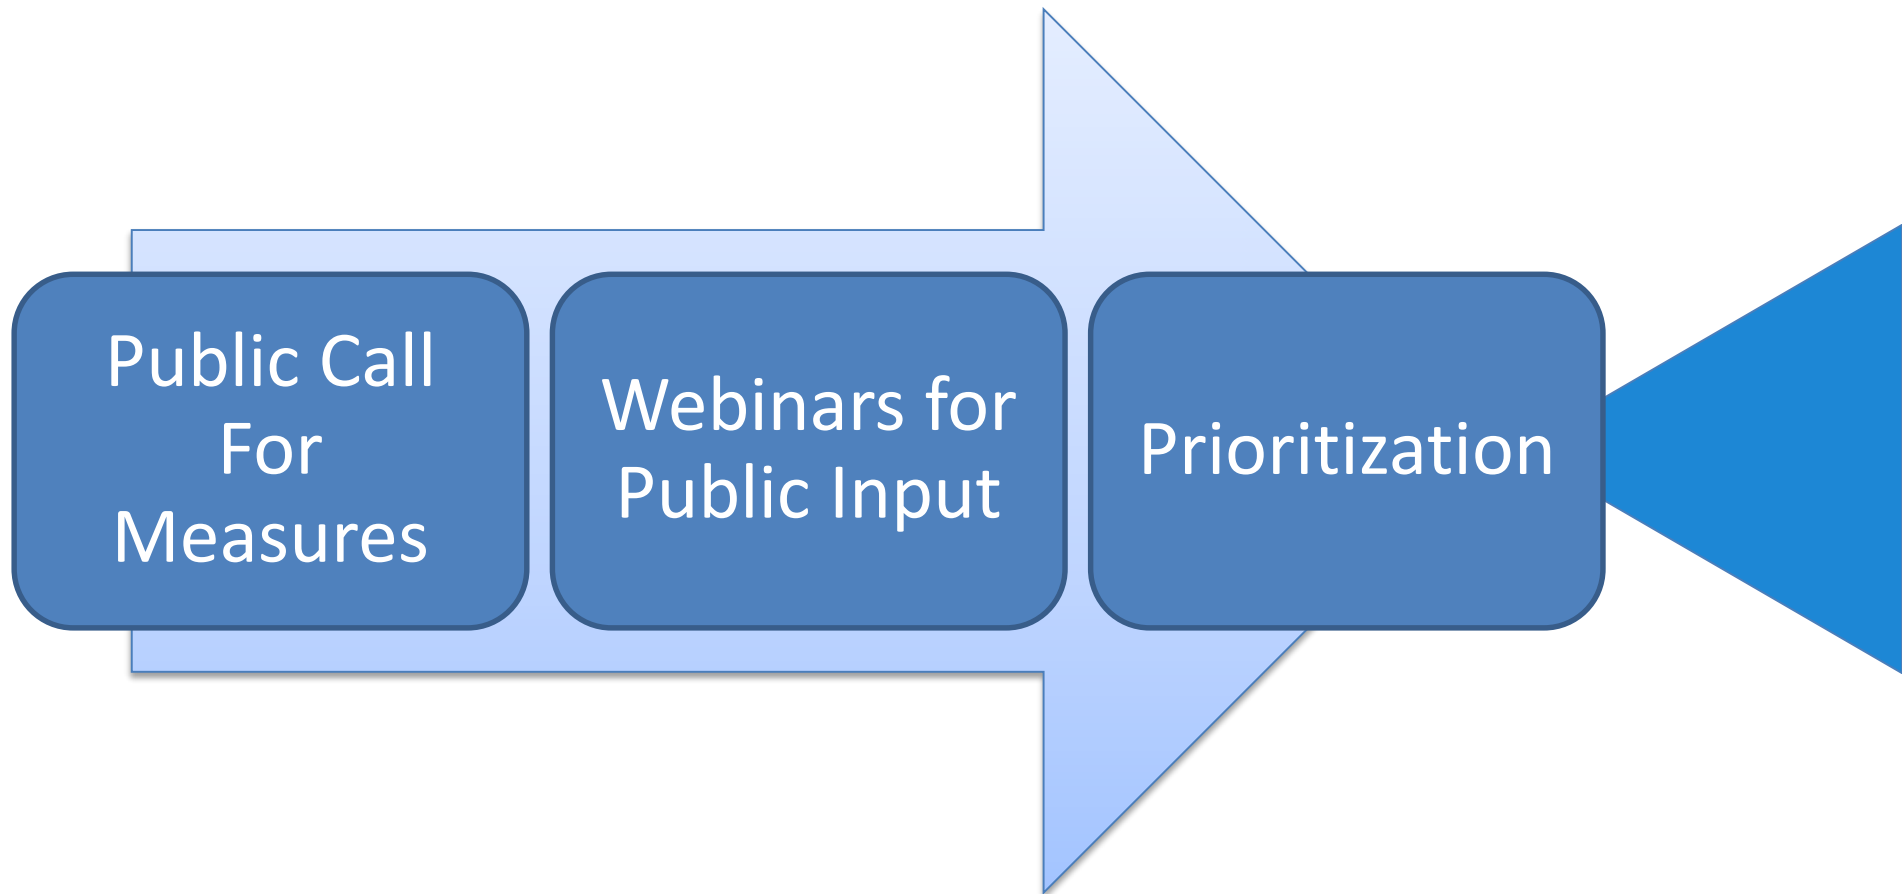 Public Call
For
Measures
Webinars for
Public Input
Prioritization